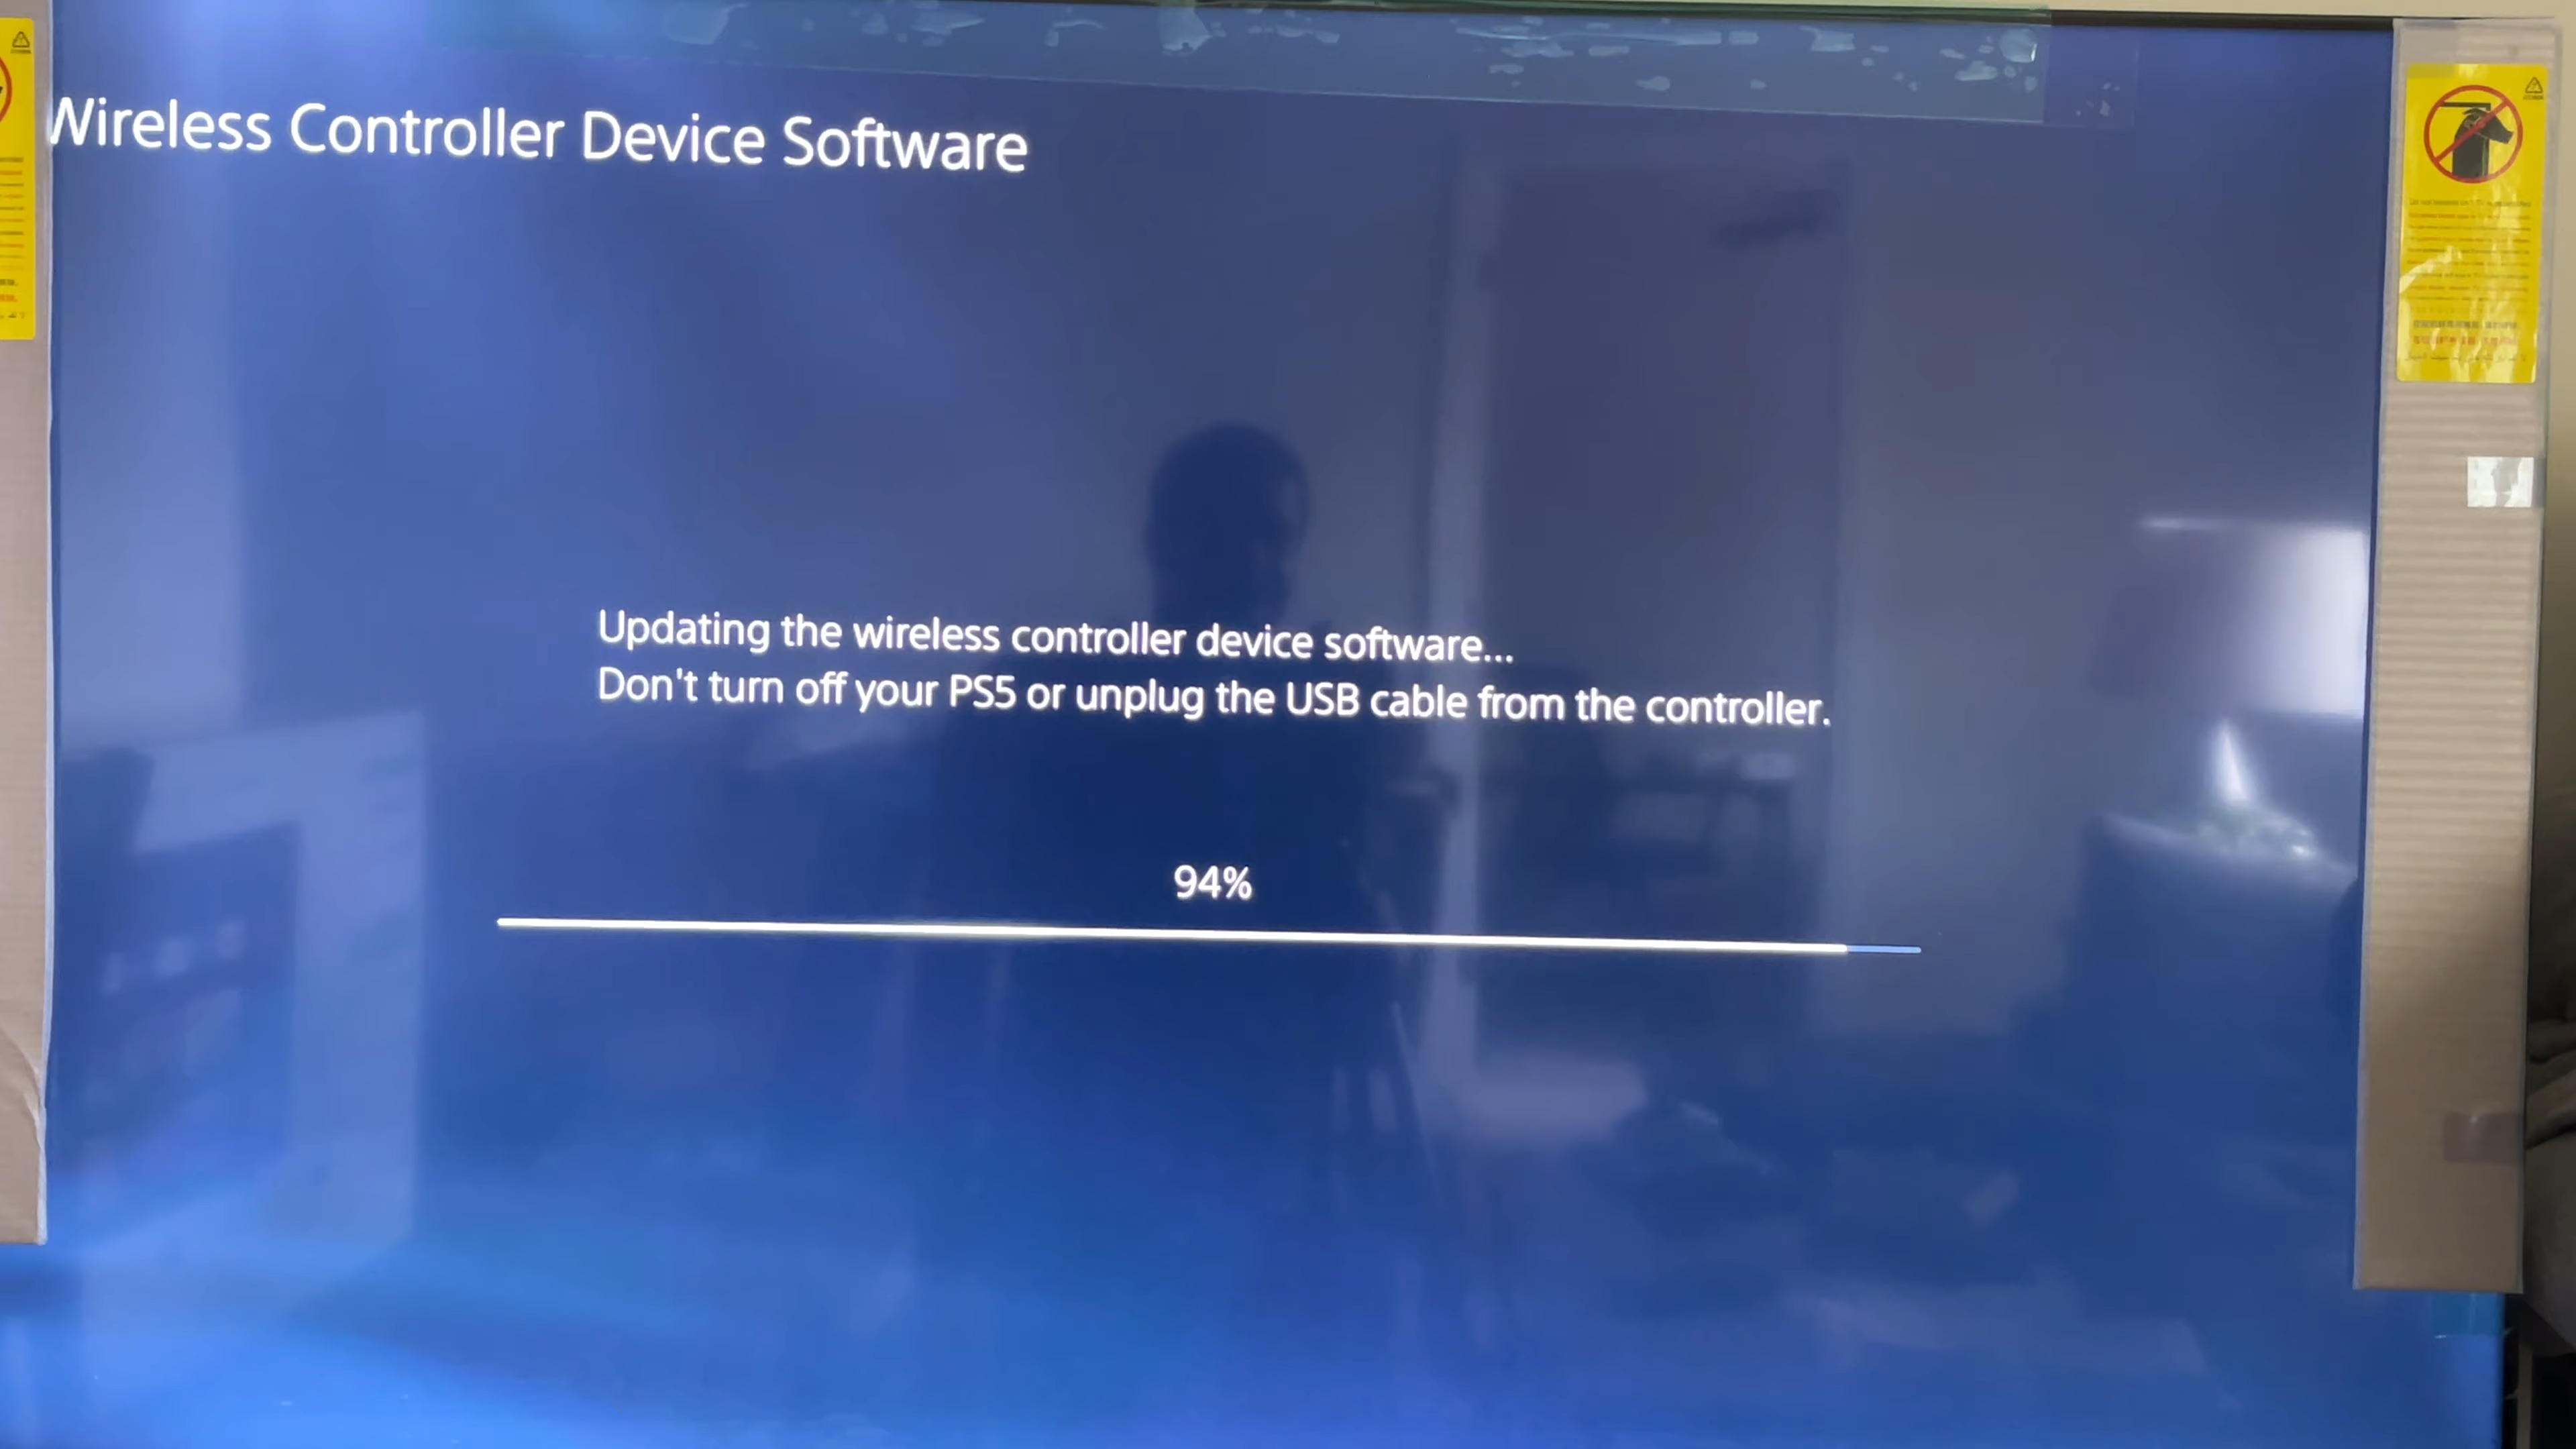 Wireless Controller Device Software
Updating the wireless controller device software...
Don't turn off your PS5 or unplug the USB cable from the controller.
94%